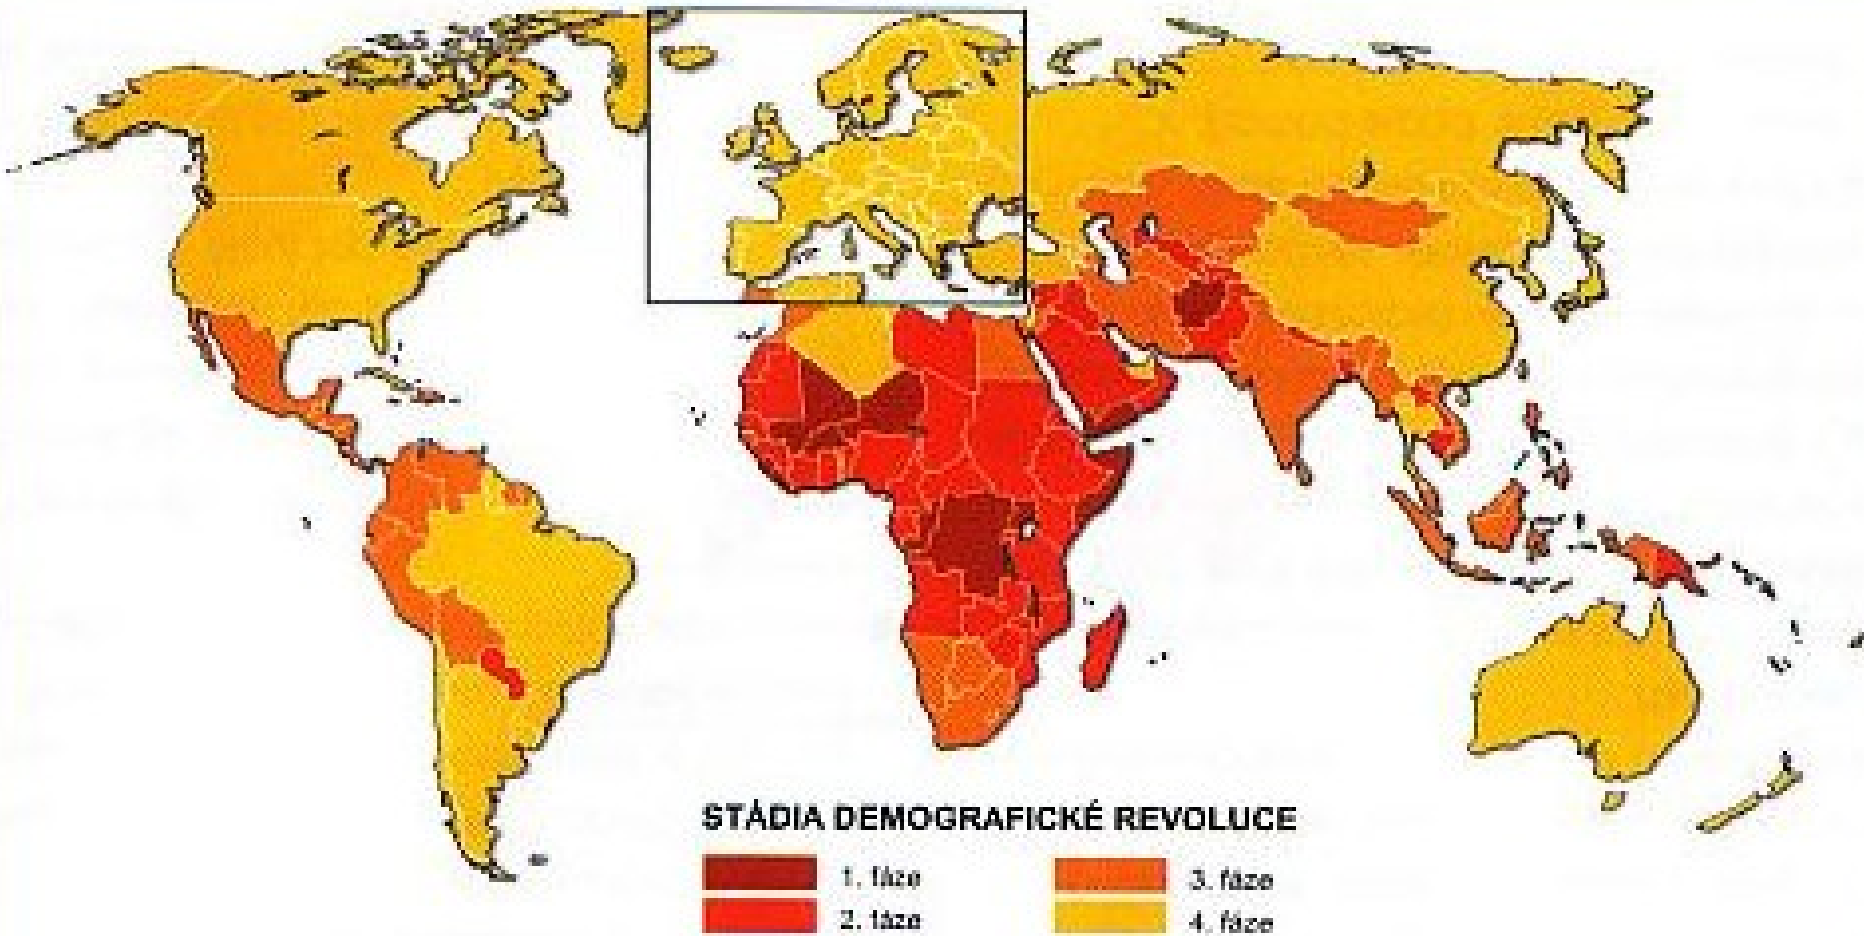 STÁDIA DEMOGRAFICKÉ REVOLUCE
1. fáze
2. fáze
3. fáze
4. fáze